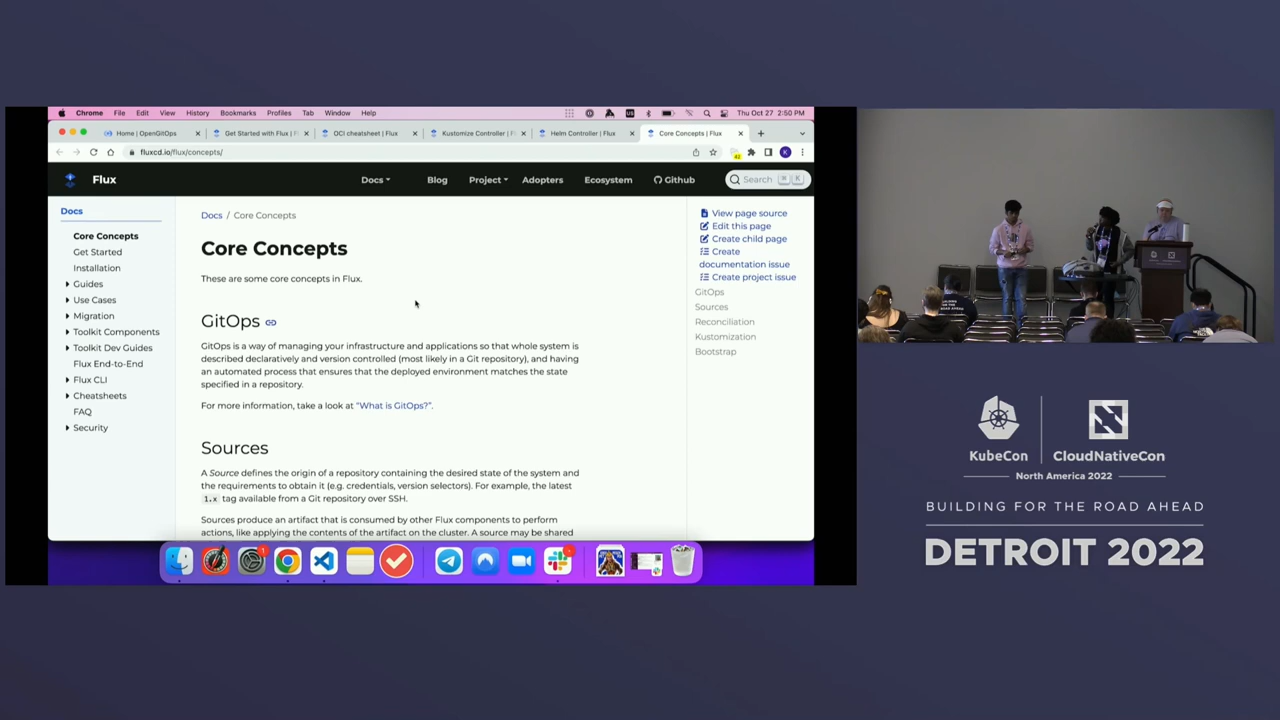 Chrome File Edit View History Bookmarks Profiles Tab Window Help
Thu Oct 27 2:50 PM
Home | OpenGitOps
Get Started with Flux | F
OCI cheatsheet | Flux
Kustomize Controller | F
Helm Controller | Flux
Core Concepts | Flux
fluxcd.io/flux/concepts/
Flux
Docs
Blog
Project
Adopters
Ecosystem
Github
Search
K
Docs
Core Concepts
Get Started
Installation
Guides
Use Cases
Migration
Toolkit Components
Toolkit Dev Guides
Flux End-to-End
Flux CLI
Cheatsheets
FAQ
Security
Docs / Core Concepts
Core Concepts
These are some core concepts in Flux.
GitOps
GitOps is a way of managing your infrastructure and applications so that whole system is
described declaratively and version controlled (most likely in a Git repository), and having
an automated process that ensures that the deployed environment matches the state
specified in a repository.
For more information, take a look at "What is GitOps?".
Sources
A Source defines the origin of a repository containing the desired state of the system and
the requirements to obtain it (e.g. credentials, version selectors). For example, the latest
1.x tag available from a Git repository over SSH.
Sources produce an artifact that is consumed by other Flux components to perform
actions, like applying the contents of the artifact on the cluster. A source may be shared
View page source
Edit this page
Create child page
Create
documentation issue
Create project issue
GitOps
Sources
Reconciliation
Kustomization
Bootstrap
KubeCon
CloudNativeCon
North America 2022
BUILDING FOR THE ROAD AHEAD
DETROIT 2022